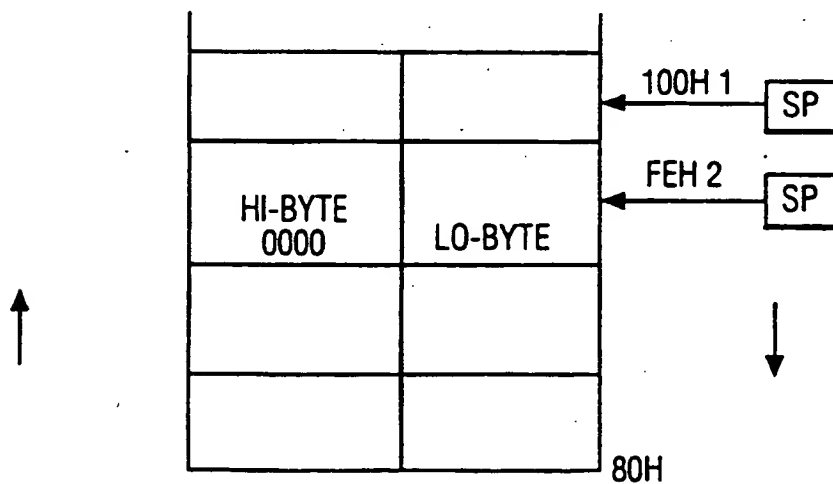 100H 1
SP
FEH 2
SP
HI-BYTE
0000
LO-BYTE
80H